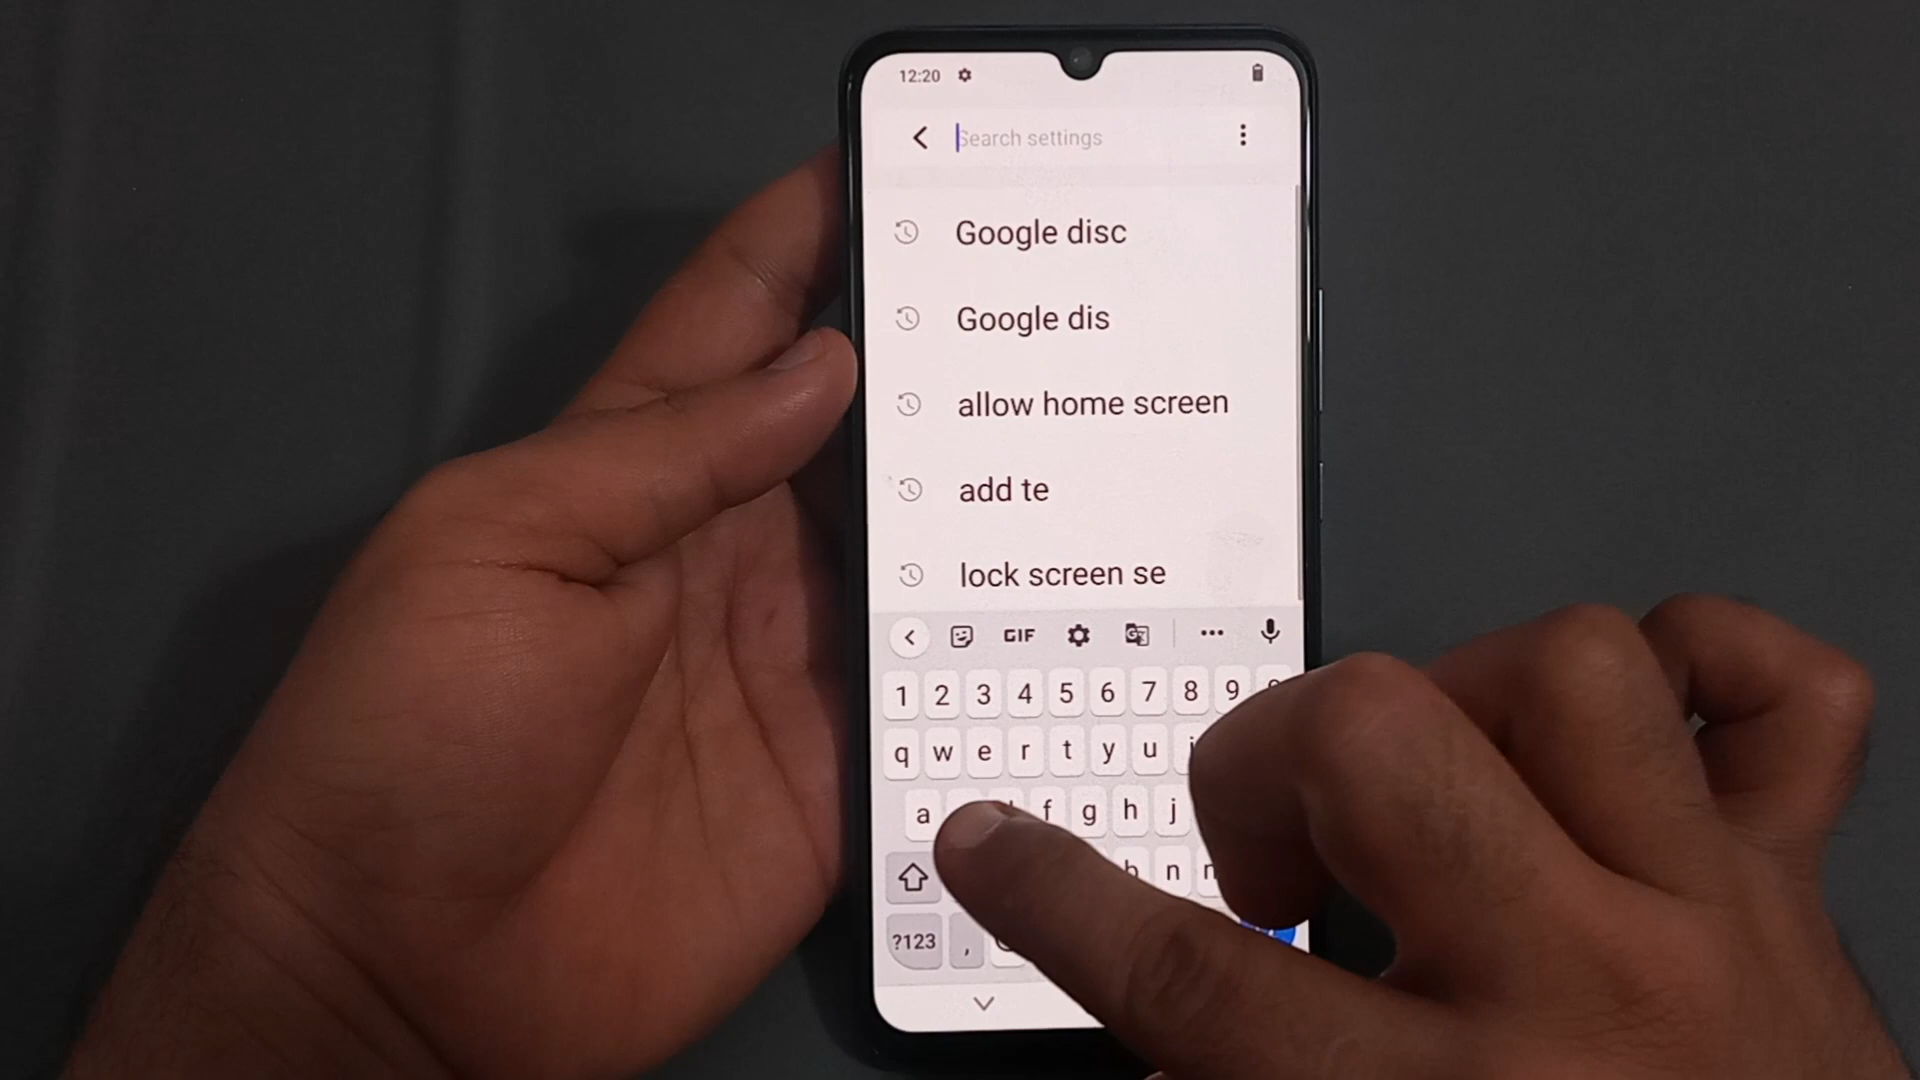 12:20
Search settings
Google disc
Google dis
allow home screen
add te
lock screen se
GIF
1 2 3 4 5 6 7 8 9
q w e r t y u
a f g h j
n
?123 ,